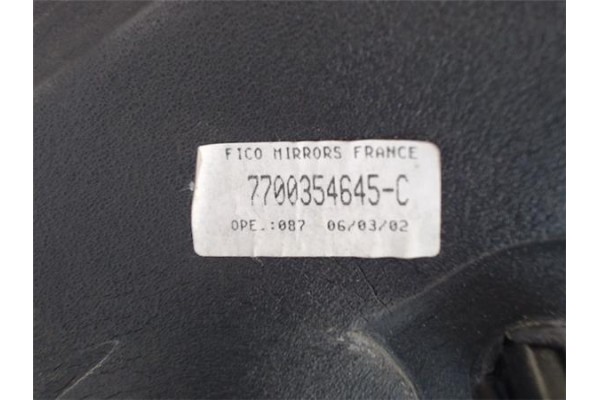 FICO MIRRORS FRANCE
7700354645-C
OPE.:087 06/03/02